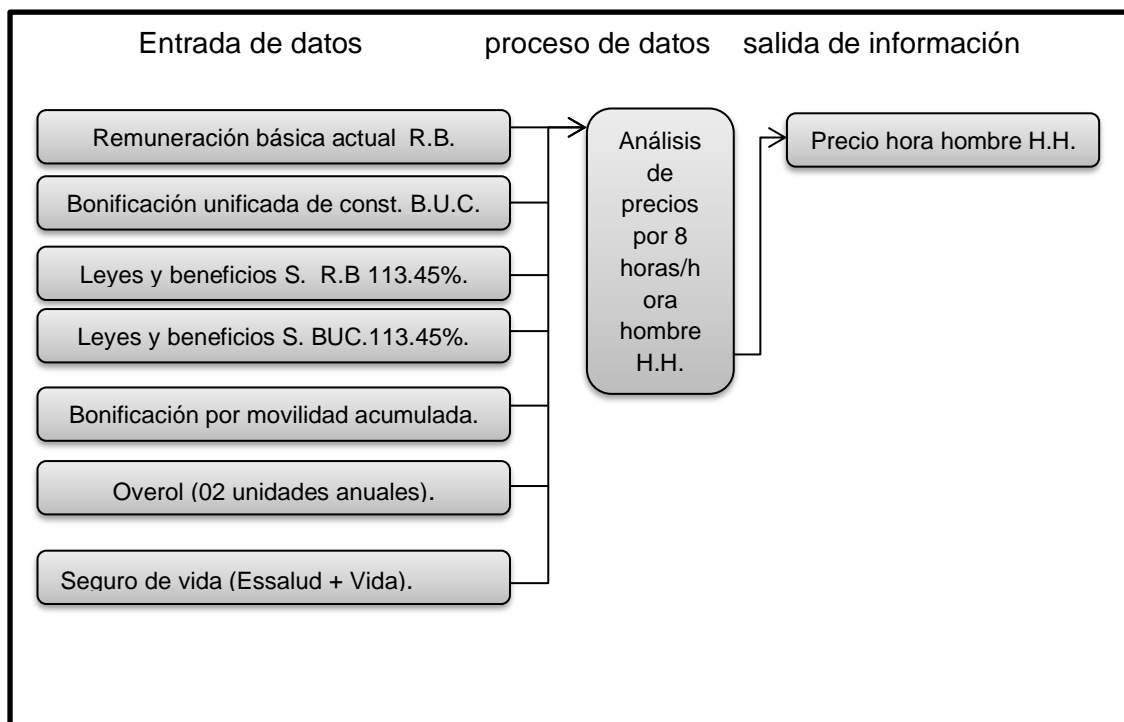 Entrada de datos
proceso de datos
salida de información
Remuneración básica actual R.B.
Bonificación unificada de const. B.U.C.
Leyes y beneficios S. R.B 113.45%.
Leyes y beneficios S. BUC.113.45%.
Bonificación por movilidad acumulada.
Overol (02 unidades anuales).
Seguro de vida (Essalud + Vida).
Análisis
de
precios
por 8
horas/h
ora
hombre
H.H.
Precio hora hombre H.H.